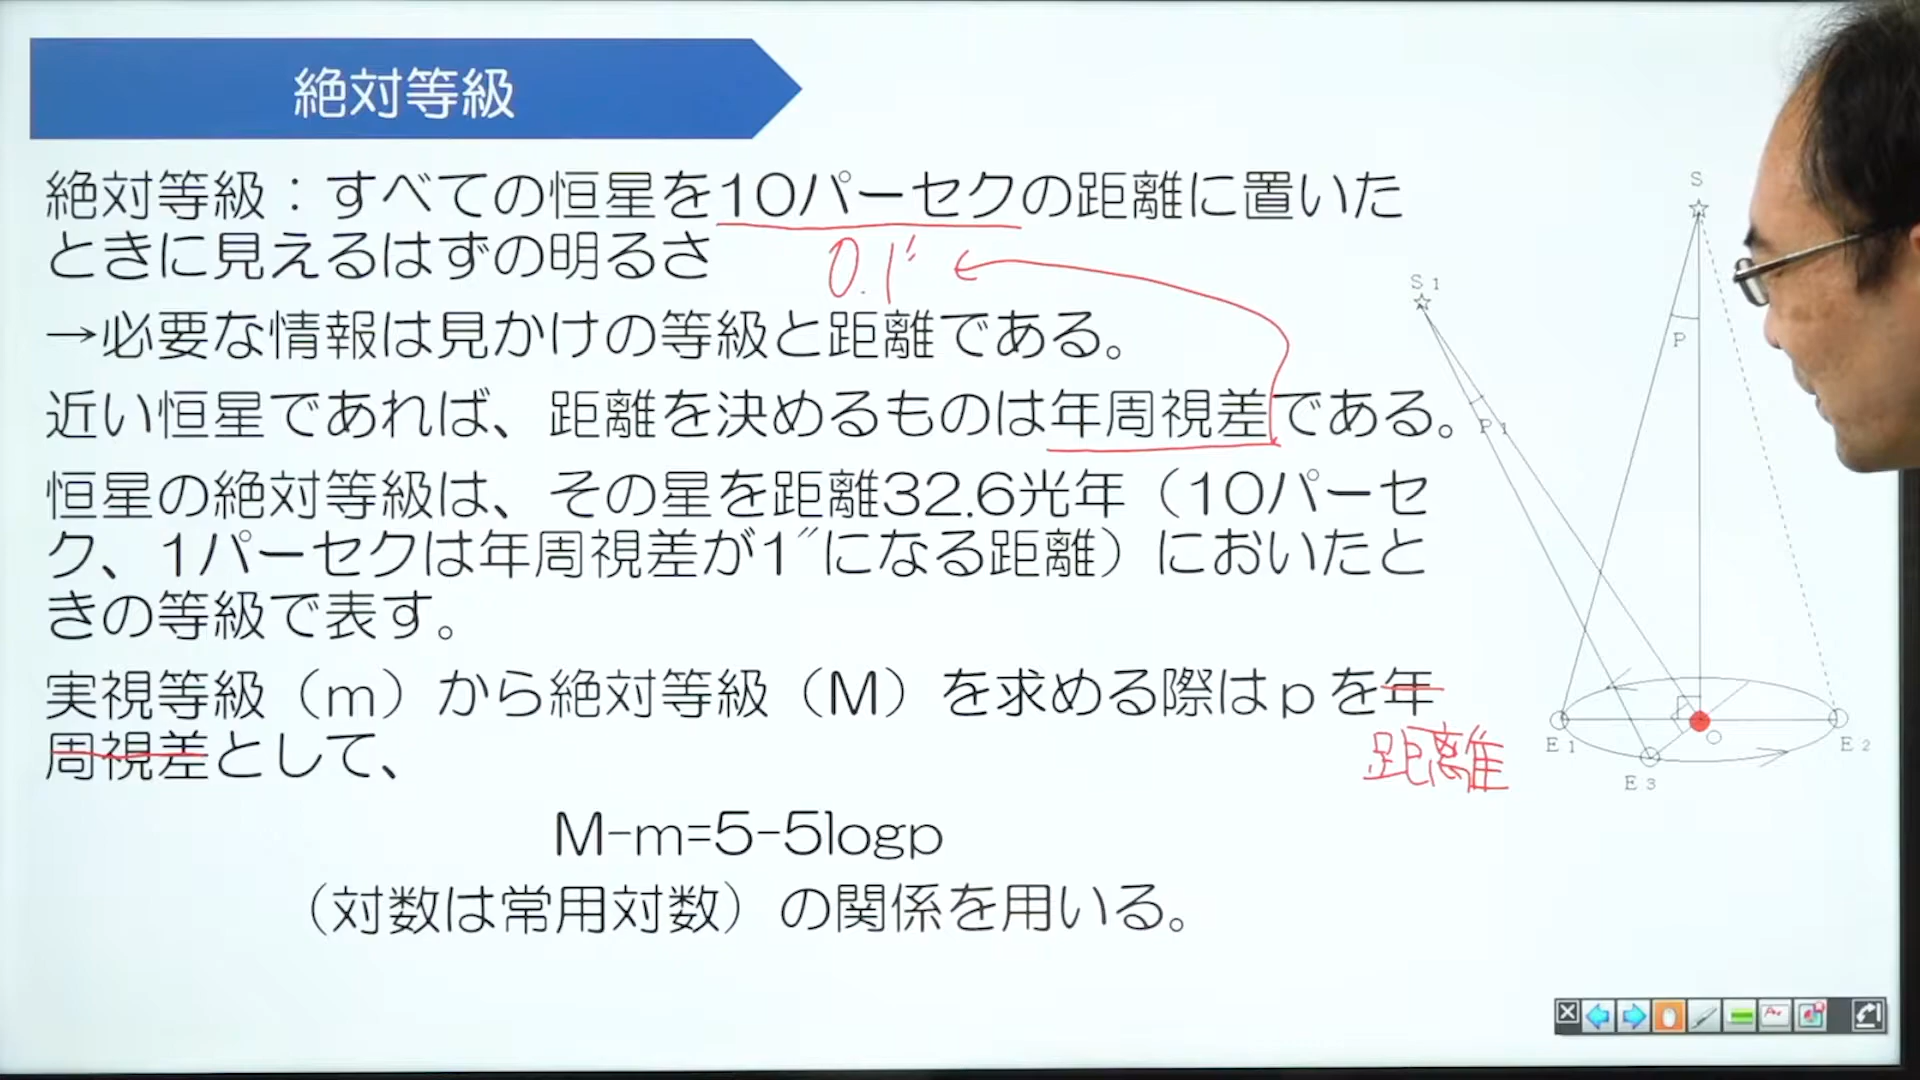 絶対等級
絶対等級：すべての恒星を10パーセクの距離に置いた
ときに見えるはずの明るさ
0.1″
→必要な情報は見かけの等級と距離である。
近い恒星であれば、距離を決めるものは年周視差である。
恒星の絶対等級は、その星を距離32.6光年（10パーセ
ク、1パーセクは年周視差が1″になる距離）においたと
きの等級で表す。
実視等級（m）から絶対等級（M）を求める際はｐを年
周視差として、
距離
M-m=5-5logp
（対数は常用対数）の関係を用いる。
S
S1
P
P1
E1
O
E2
E3